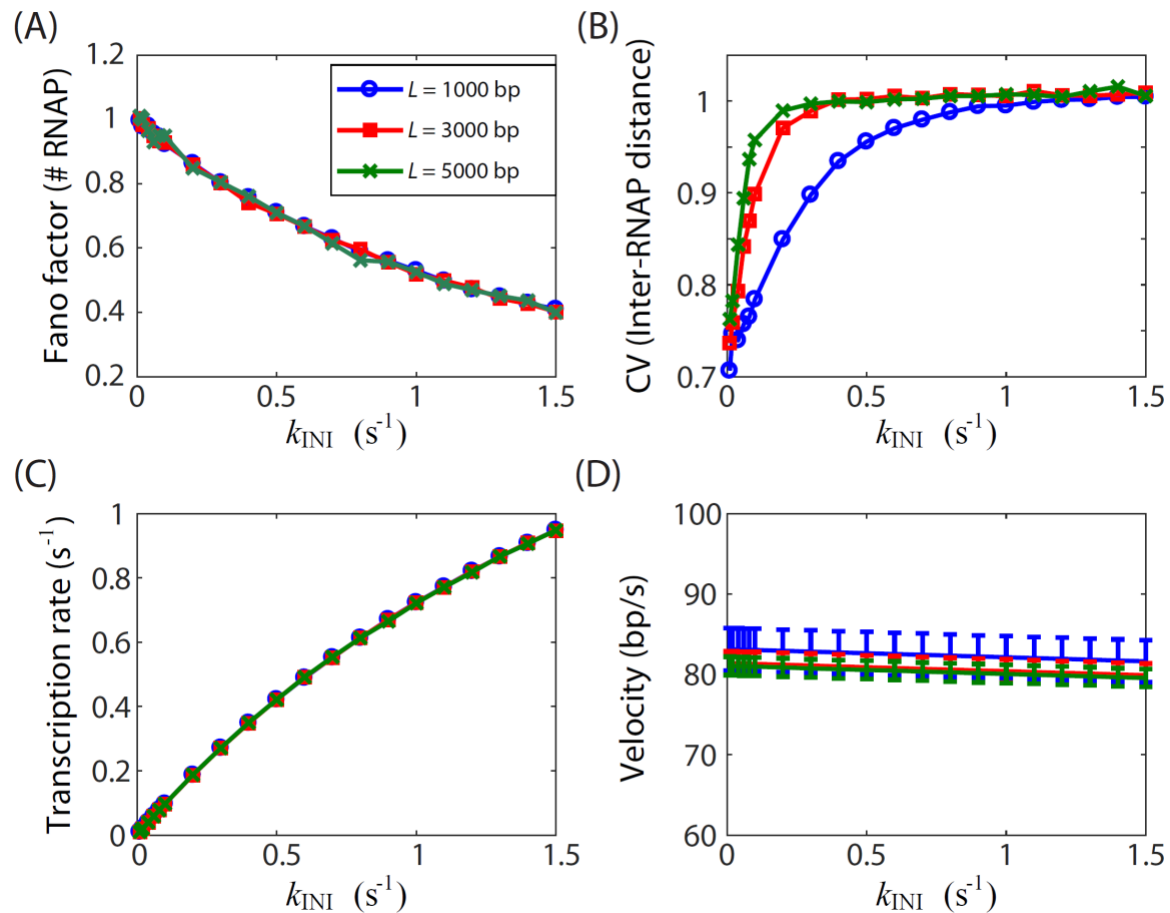 (A)
Fano factor (# RNAP)
1.2
1
0.8
0.6
0.4
0.2
0
0.5
1
1.5
k_INI (s⁻¹)
L = 1000 bp
L = 3000 bp
L = 5000 bp
(B)
CV (Inter-RNAP distance)
1
0.9
0.8
0.7
0
0.5
1
1.5
k_INI (s⁻¹)
(C)
Transcription rate (s⁻¹)
1
0.8
0.6
0.4
0.2
0
0
0.5
1
1.5
k_INI (s⁻¹)
(D)
Velocity (bp/s)
100
90
80
70
60
0
0.5
1
1.5
k_INI (s⁻¹)